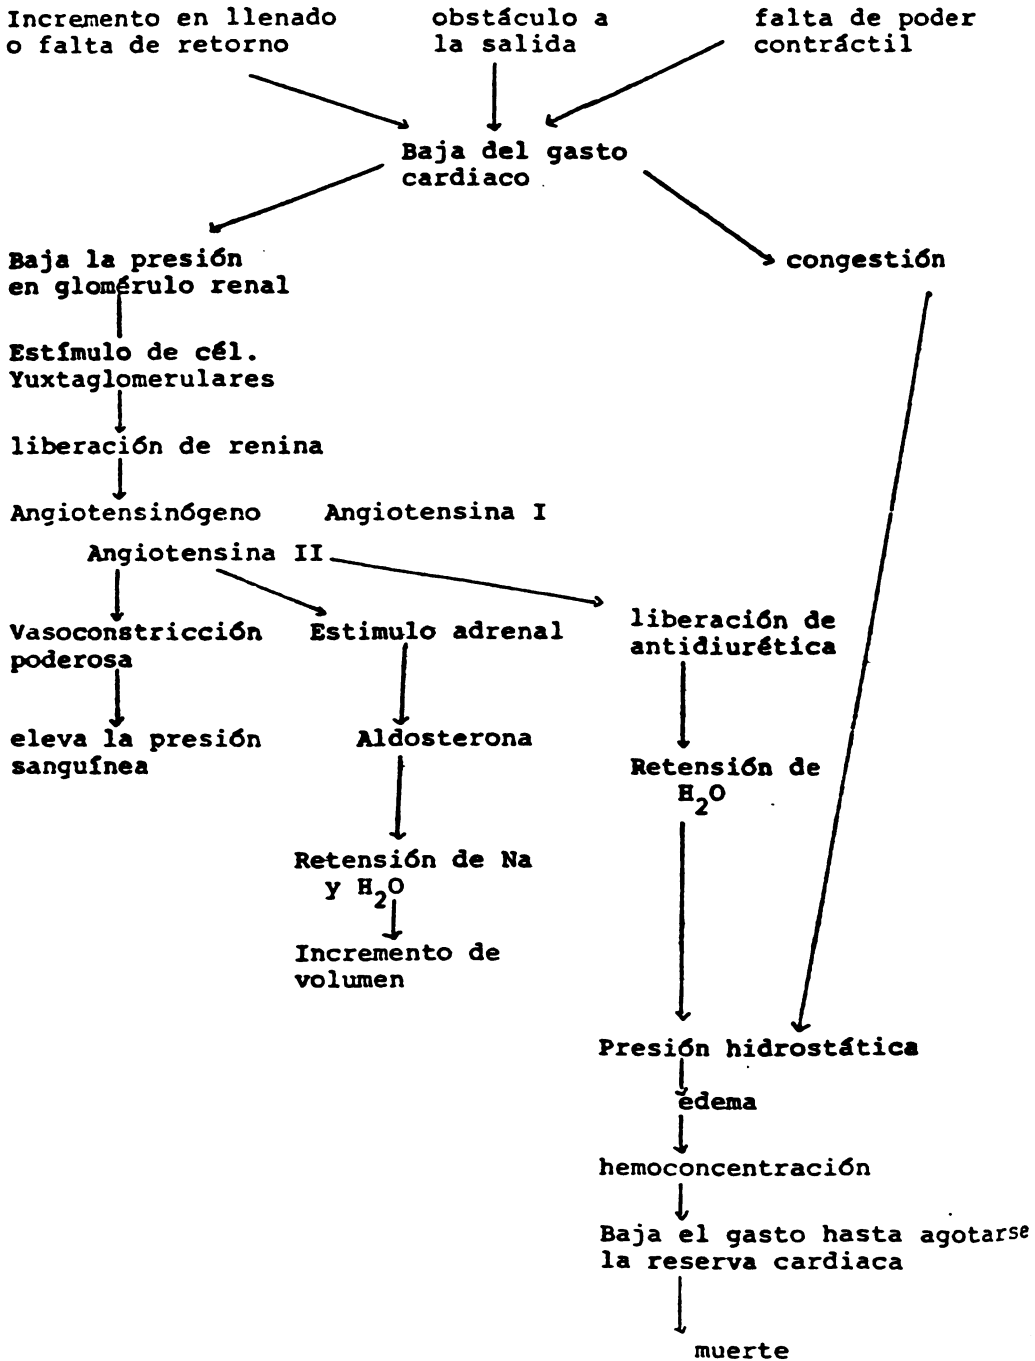 Incremento en llenado
o falta de retorno
obstáculo a
la salida
falta de poder
contráctil
Baja del gasto
cardiaco
Baja la presión
en glomérulo renal
congestión
Estímulo de cél.
Yuxtaglomerulares
liberación de renina
Angiotensinógeno Angiotensina I
Angiotensina II
Vasoconstricción
poderosa
Estimulo adrenal
liberación de
antidiurética
eleva la presión
sanguínea
Aldosterona
Retensión de
H₂O
Retensión de Na
y H₂O
Incremento de
volumen
Presión hidrostática
edema
hemoconcentración
Baja el gasto hasta agotarse
la reserva cardiaca
muerte